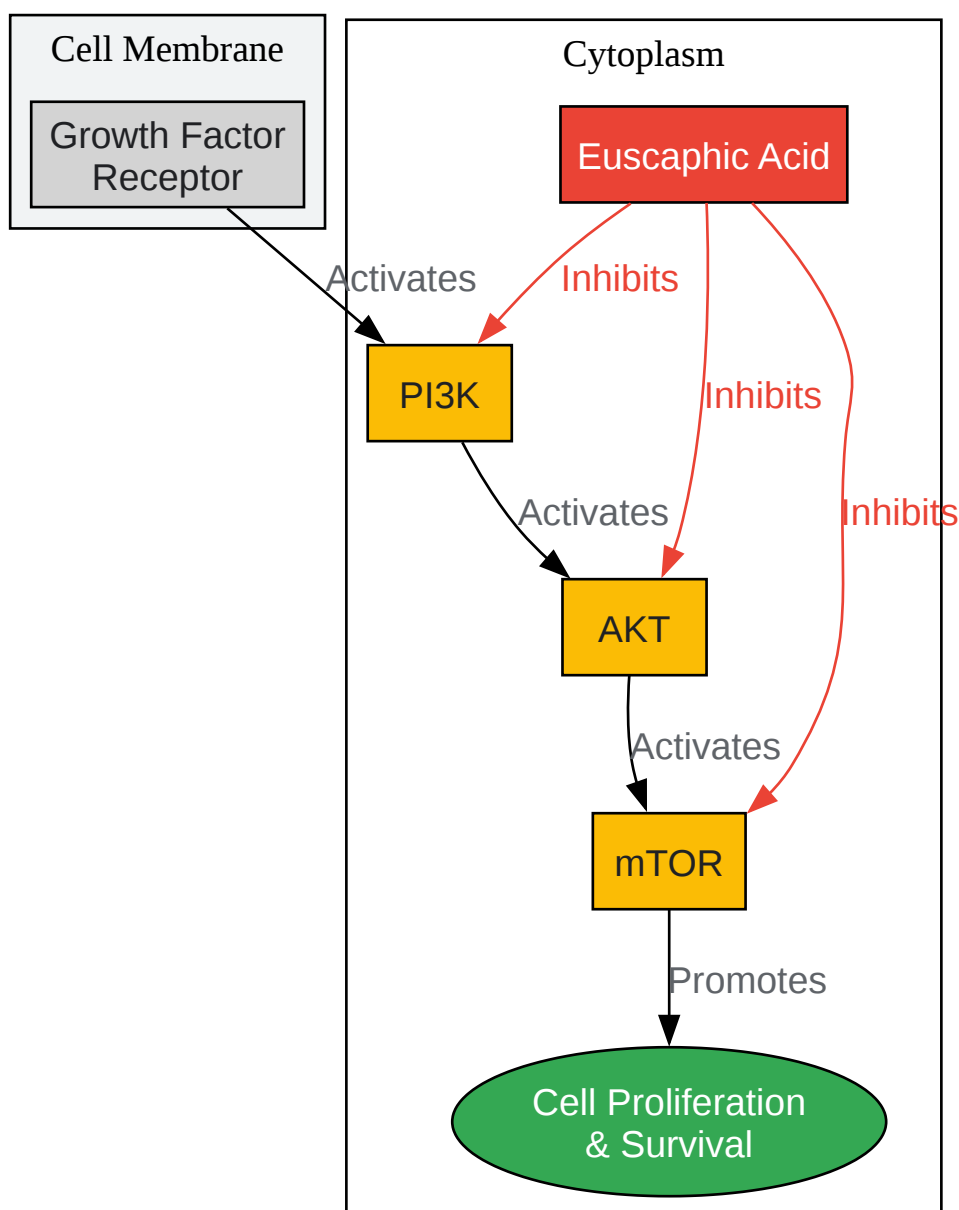 Cell Membrane
Cytoplasm
Growth Factor
Receptor
Euscaphic Acid
Activates
Inhibits
PI3K
Inhibits
Activates
Inhibits
AKT
Activates
mTOR
Promotes
Cell Proliferation
& Survival